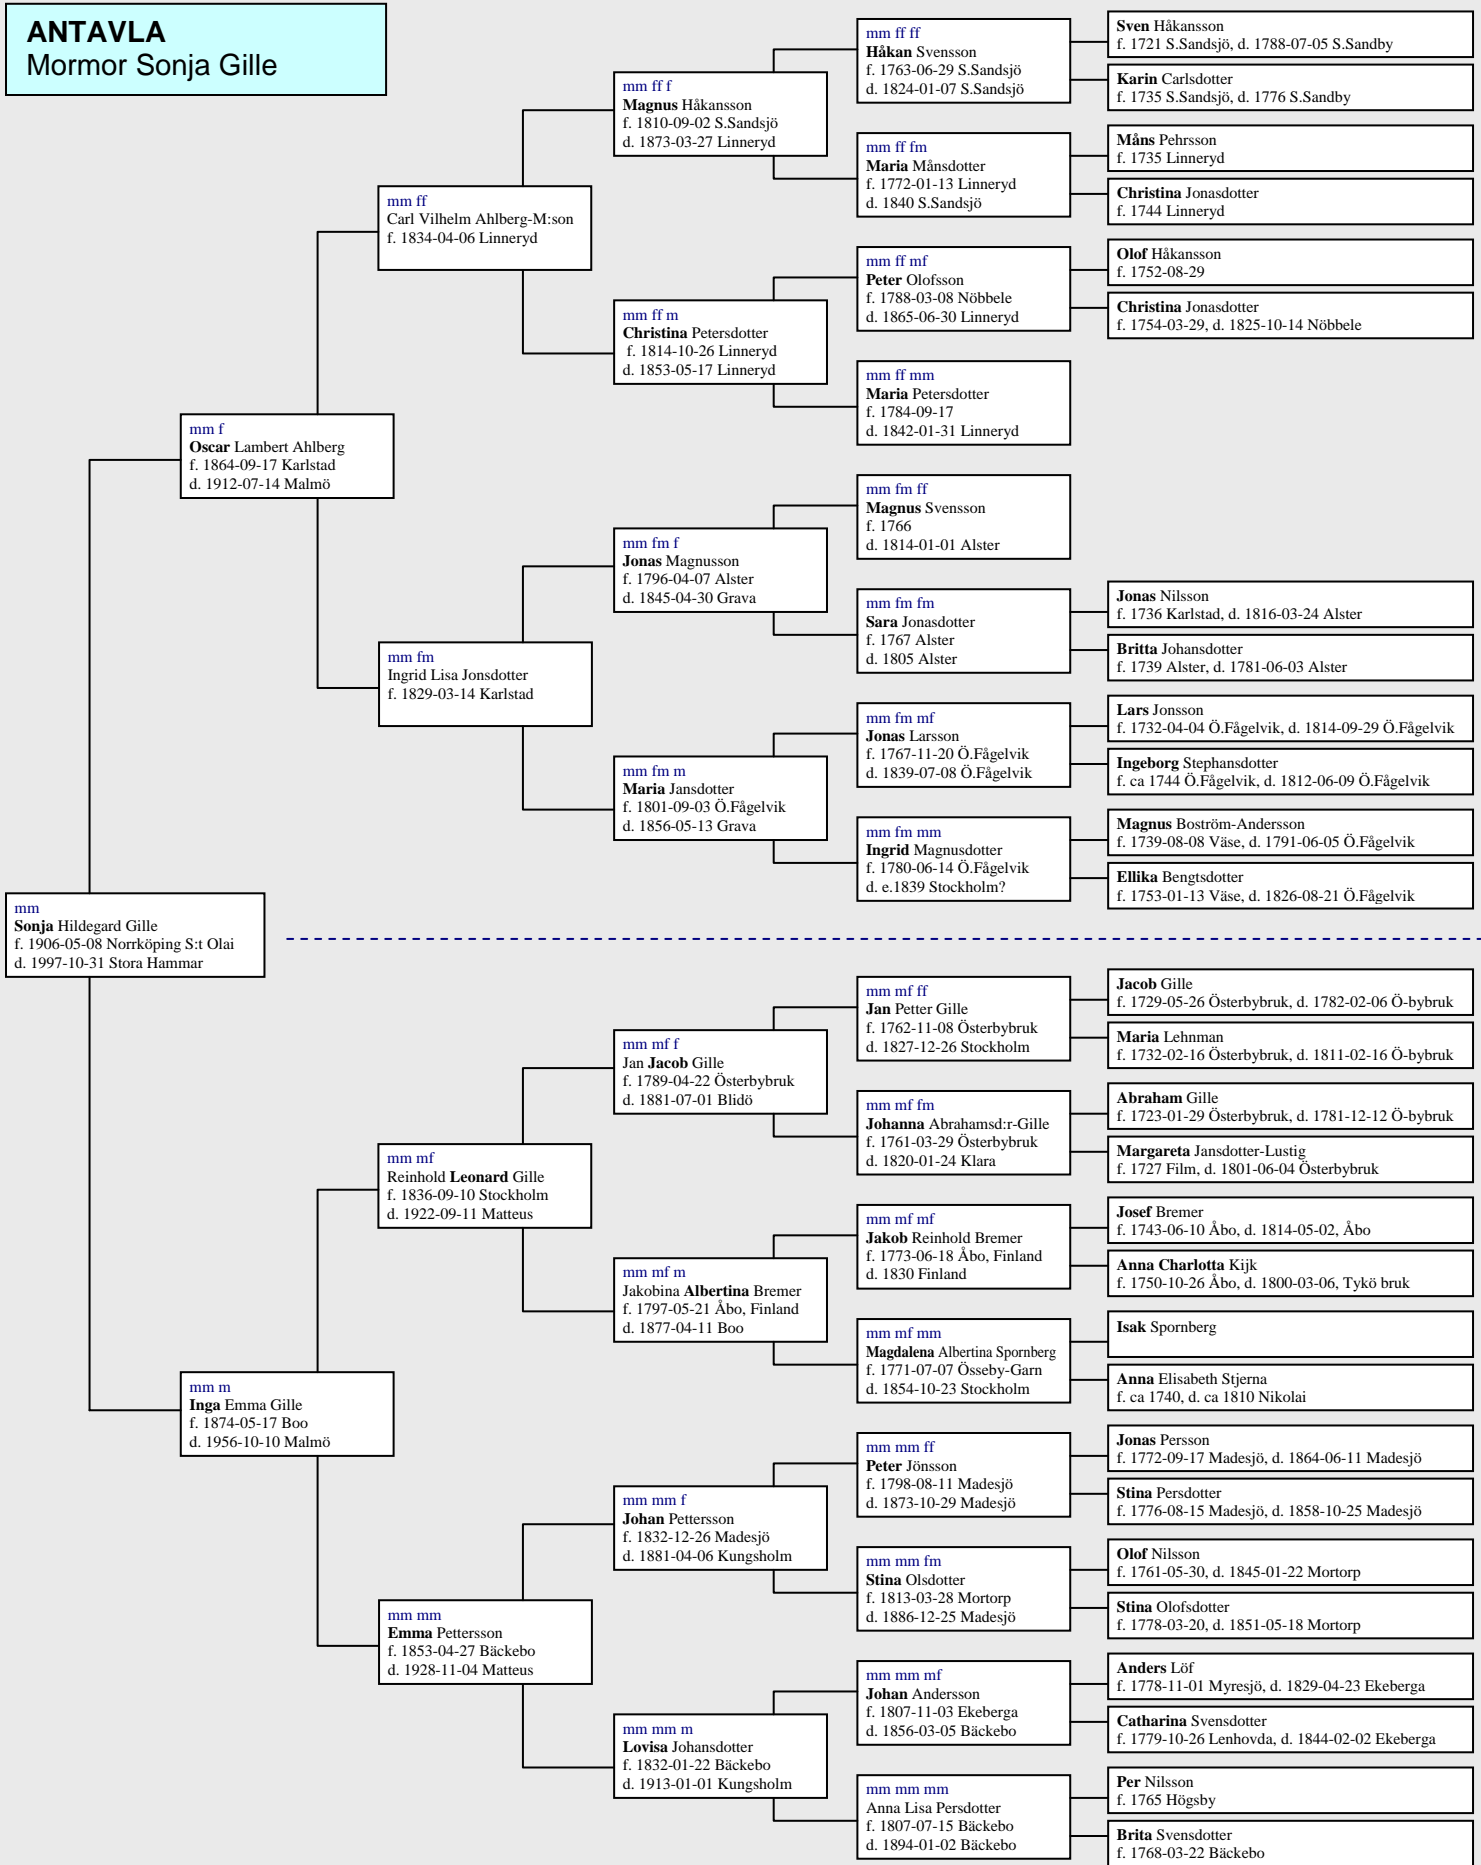 ANTAVLA
Mormor Sonja Gille
mm
Sonja Hildegard Gille
f. 1906-05-08 Norrköping S:t Olai
d. 1997-10-31 Stora Hammar
mm f
Oscar Lambert Ahlberg
f. 1864-09-17 Karlstad
d. 1912-07-14 Malmö
mm m
Inga Emma Gille
f. 1874-05-17 Boo
d. 1956-10-10 Malmö
mm ff
Carl Vilhelm Ahlberg-M:son
f. 1834-04-06 Linneryd
mm fm
Ingrid Lisa Jonsdotter
f. 1829-03-14 Karlstad
mm mf
Reinhold Leonard Gille
f. 1836-09-10 Stockholm
d. 1922-09-11 Matteus
mm mm
Emma Pettersson
f. 1853-04-27 Bäckebo
d. 1928-11-04 Matteus
mm ff f
Magnus Håkansson
f. 1810-09-02 S.Sandsjö
d. 1873-03-27 Linneryd
mm ff m
Christina Petersdotter
f. 1814-10-26 Linneryd
d. 1853-05-17 Linneryd
mm fm f
Jonas Magnusson
f. 1796-04-07 Alster
d. 1845-04-30 Grava
mm fm m
Maria Jansdotter
f. 1801-09-03 Ö.Fågelvik
d. 1856-05-13 Grava
mm mf f
Jan Jacob Gille
f. 1789-04-22 Österbybruk
d. 1881-07-01 Blidö
mm mf m
Jakobina Albertina Bremer
f. 1797-05-21 Åbo, Finland
d. 1877-04-11 Boo
mm mm f
Johan Pettersson
f. 1832-12-26 Madesjö
d. 1881-04-06 Kungsholm
mm mm m
Lovisa Johansdotter
f. 1832-01-22 Bäckebo
d. 1913-01-01 Kungsholm
mm ff ff
Håkan Svensson
f. 1763-06-29 S.Sandsjö
d. 1824-01-07 S.Sandsjö
mm ff fm
Maria Månsdotter
f. 1772-01-13 Linneryd
d. 1840 S.Sandsjö
mm ff mf
Peter Olofsson
f. 1788-03-08 Nöbbele
d. 1865-06-30 Linneryd
mm ff mm
Maria Petersdotter
f. 1784-09-17
d. 1842-01-31 Linneryd
mm fm ff
Magnus Svensson
f. 1766
d. 1814-01-01 Alster
mm fm fm
Sara Jonasdotter
f. 1767 Alster
d. 1805 Alster
mm fm mf
Jonas Larsson
f. 1767-11-20 Ö.Fågelvik
d. 1839-07-08 Ö.Fågelvik
mm fm mm
Ingrid Magnusdotter
f. 1780-06-14 Ö.Fågelvik
d. e.1839 Stockholm?
mm mf ff
Jan Petter Gille
f. 1762-11-08 Österbybruk
d. 1827-12-26 Stockholm
mm mf fm
Johanna Abrahamsd:r-Gille
f. 1761-03-29 Österbybruk
d. 1820-01-24 Klara
mm mf mf
Jakob Reinhold Bremer
f. 1773-06-18 Åbo, Finland
d. 1830 Finland
mm mf mm
Magdalena Albertina Spornberg
f. 1771-07-07 Össeby-Garn
d. 1854-10-23 Stockholm
mm mm ff
Peter Jönsson
f. 1798-08-11 Madesjö
d. 1873-10-29 Madesjö
mm mm fm
Stina Olsdotter
f. 1813-03-28 Mortorp
d. 1886-12-25 Madesjö
mm mm mf
Johan Andersson
f. 1807-11-03 Ekeberga
d. 1856-03-05 Bäckebo
mm mm mm
Anna Lisa Persdotter
f. 1807-07-15 Bäckebo
d. 1894-01-02 Bäckebo
Sven Håkansson
f. 1721 S.Sandsjö, d. 1788-07-05 S.Sandby
Karin Carlsdotter
f. 1735 S.Sandsjö, d. 1776 S.Sandby
Måns Pehrsson
f. 1735 Linneryd
Christina Jonasdotter
f. 1744 Linneryd
Olof Håkansson
f. 1752-08-29
Christina Jonasdotter
f. 1754-03-29, d. 1825-10-14 Nöbbele
Jonas Nilsson
f. 1736 Karlstad, d. 1816-03-24 Alster
Britta Johansdotter
f. 1739 Alster, d. 1781-06-03 Alster
Lars Jonsson
f. 1732-04-04 Ö.Fågelvik, d. 1814-09-29 Ö.Fågelvik
Ingeborg Stephansdotter
f. ca 1744 Ö.Fågelvik, d. 1812-06-09 Ö.Fågelvik
Magnus Boström-Andersson
f. 1739-08-08 Väse, d. 1791-06-05 Ö.Fågelvik
Ellika Bengtsdotter
f. 1753-01-13 Väse, d. 1826-08-21 Ö.Fågelvik
Jacob Gille
f. 1729-05-26 Österbybruk, d. 1782-02-06 Ö-bybruk
Maria Lehnman
f. 1732-02-16 Österbybruk, d. 1811-02-16 Ö-bybruk
Abraham Gille
f. 1723-01-29 Österbybruk, d. 1781-12-12 Ö-bybruk
Margareta Jansdotter-Lustig
f. 1727 Film, d. 1801-06-04 Österbybruk
Josef Bremer
f. 1743-06-10 Åbo, d. 1814-05-02, Åbo
Anna Charlotta Kijk
f. 1750-10-26 Åbo, d. 1800-03-06, Tykö bruk
Isak Spornberg
Anna Elisabeth Stjerna
f. ca 1740, d. ca 1810 Nikolai
Jonas Persson
f. 1772-09-17 Madesjö, d. 1864-06-11 Madesjö
Stina Persdotter
f. 1776-08-15 Madesjö, d. 1858-10-25 Madesjö
Olof Nilsson
f. 1761-05-30, d. 1845-01-22 Mortorp
Stina Olofsdotter
f. 1778-03-20, d. 1851-05-18 Mortorp
Anders Löf
f. 1778-11-01 Myresjö, d. 1829-04-23 Ekeberga
Catharina Svensdotter
f. 1779-10-26 Lenhovda, d. 1844-02-02 Ekeberga
Per Nilsson
f. 1765 Högsby
Brita Svensdotter
f. 1768-03-22 Bäckebo